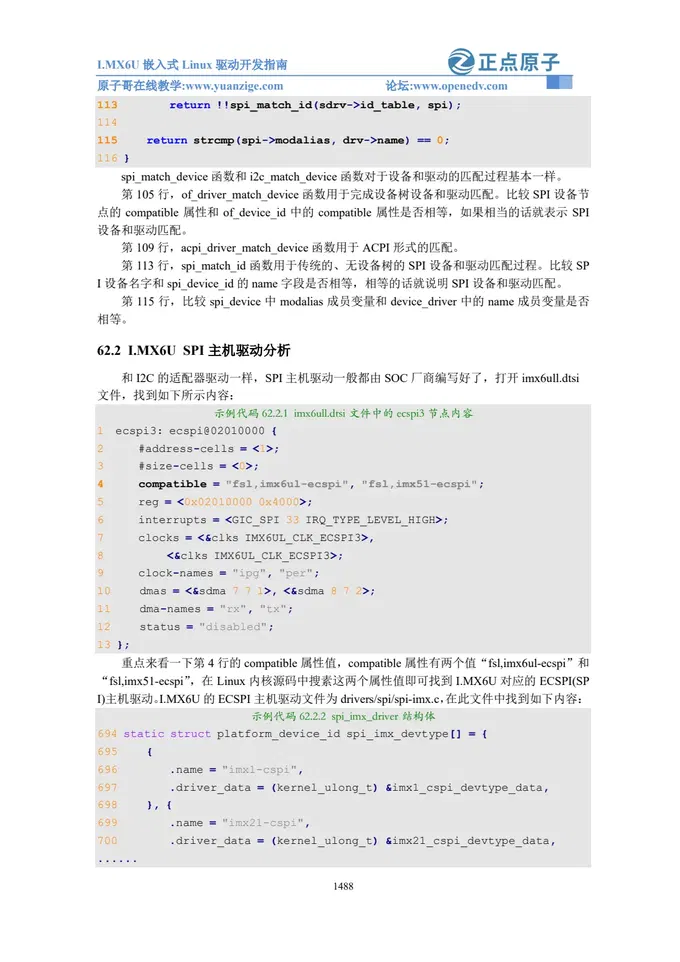 I.MX6U 嵌入式 Linux 驱动开发指南
正点原子
原子哥在线教学:www.yuanzige.com 论坛:www.openedv.com
113 return !!spi_match_id(sdrv->id_table, spi);
114
115 return strcmp(spi->modalias, drv->name) == 0;
116 }
spi_match_device 函数和 i2c_match_device 函数对于设备和驱动的匹配过程基本一样。
第 105 行，of_driver_match_device 函数用于完成设备树设备和驱动匹配。比较 SPI 设备节
点的 compatible 属性和 of_device_id 中的 compatible 属性是否相等，如果相当的话就表示 SPI
设备和驱动匹配。
第 109 行，acpi_driver_match_device 函数用于 ACPI 形式的匹配。
第 113 行，spi_match_id 函数用于传统的、无设备树的 SPI 设备和驱动匹配过程。比较 SP
I 设备名字和 spi_device_id 的 name 字段是否相等，相等的话就说明 SPI 设备和驱动匹配。
第 115 行，比较 spi_device 中 modalias 成员变量和 device_driver 中的 name 成员变量是否
相等。
62.2 I.MX6U SPI 主机驱动分析
和 I2C 的适配器驱动一样，SPI 主机驱动一般都由 SOC 厂商编写好了，打开 imx6ull.dtsi
文件，找到如下所示内容：
示例代码 62.2.1 imx6ull.dtsi 文件中的 ecspi3 节点内容
1 ecspi3: ecspi@02010000 {
2 #address-cells = <1>;
3 #size-cells = <0>;
4 compatible = "fsl,imx6ul-ecspi", "fsl,imx51-ecspi";
5 reg = <0x02010000 0x4000>;
6 interrupts = <GIC_SPI 33 IRQ_TYPE_LEVEL_HIGH>;
7 clocks = <&clks IMX6UL_CLK_ECSPI3>,
8 <&clks IMX6UL_CLK_ECSPI3>;
9 clock-names = "ipg", "per";
10 dmas = <&sdma 7 7 1>, <&sdma 8 7 2>;
11 dma-names = "rx", "tx";
12 status = "disabled";
13 };
重点来看一下第 4 行的 compatible 属性值，compatible 属性有两个值“fsl,imx6ul-ecspi”和
“fsl,imx51-ecspi”，在 Linux 内核源码中搜素这两个属性值即可找到 I.MX6U 对应的 ECSPI(SP
I)主机驱动。I.MX6U 的 ECSPI 主机驱动文件为 drivers/spi/spi-imx.c，在此文件中找到如下内容：
示例代码 62.2.2 spi_imx_driver 结构体
694 static struct platform_device_id spi_imx_devtype[] = {
695 {
696 .name = "imx1-cspi",
697 .driver_data = (kernel_ulong_t) &imx1_cspi_devtype_data,
698 }, {
699 .name = "imx21-cspi",
700 .driver_data = (kernel_ulong_t) &imx21_cspi_devtype_data,
......
1488